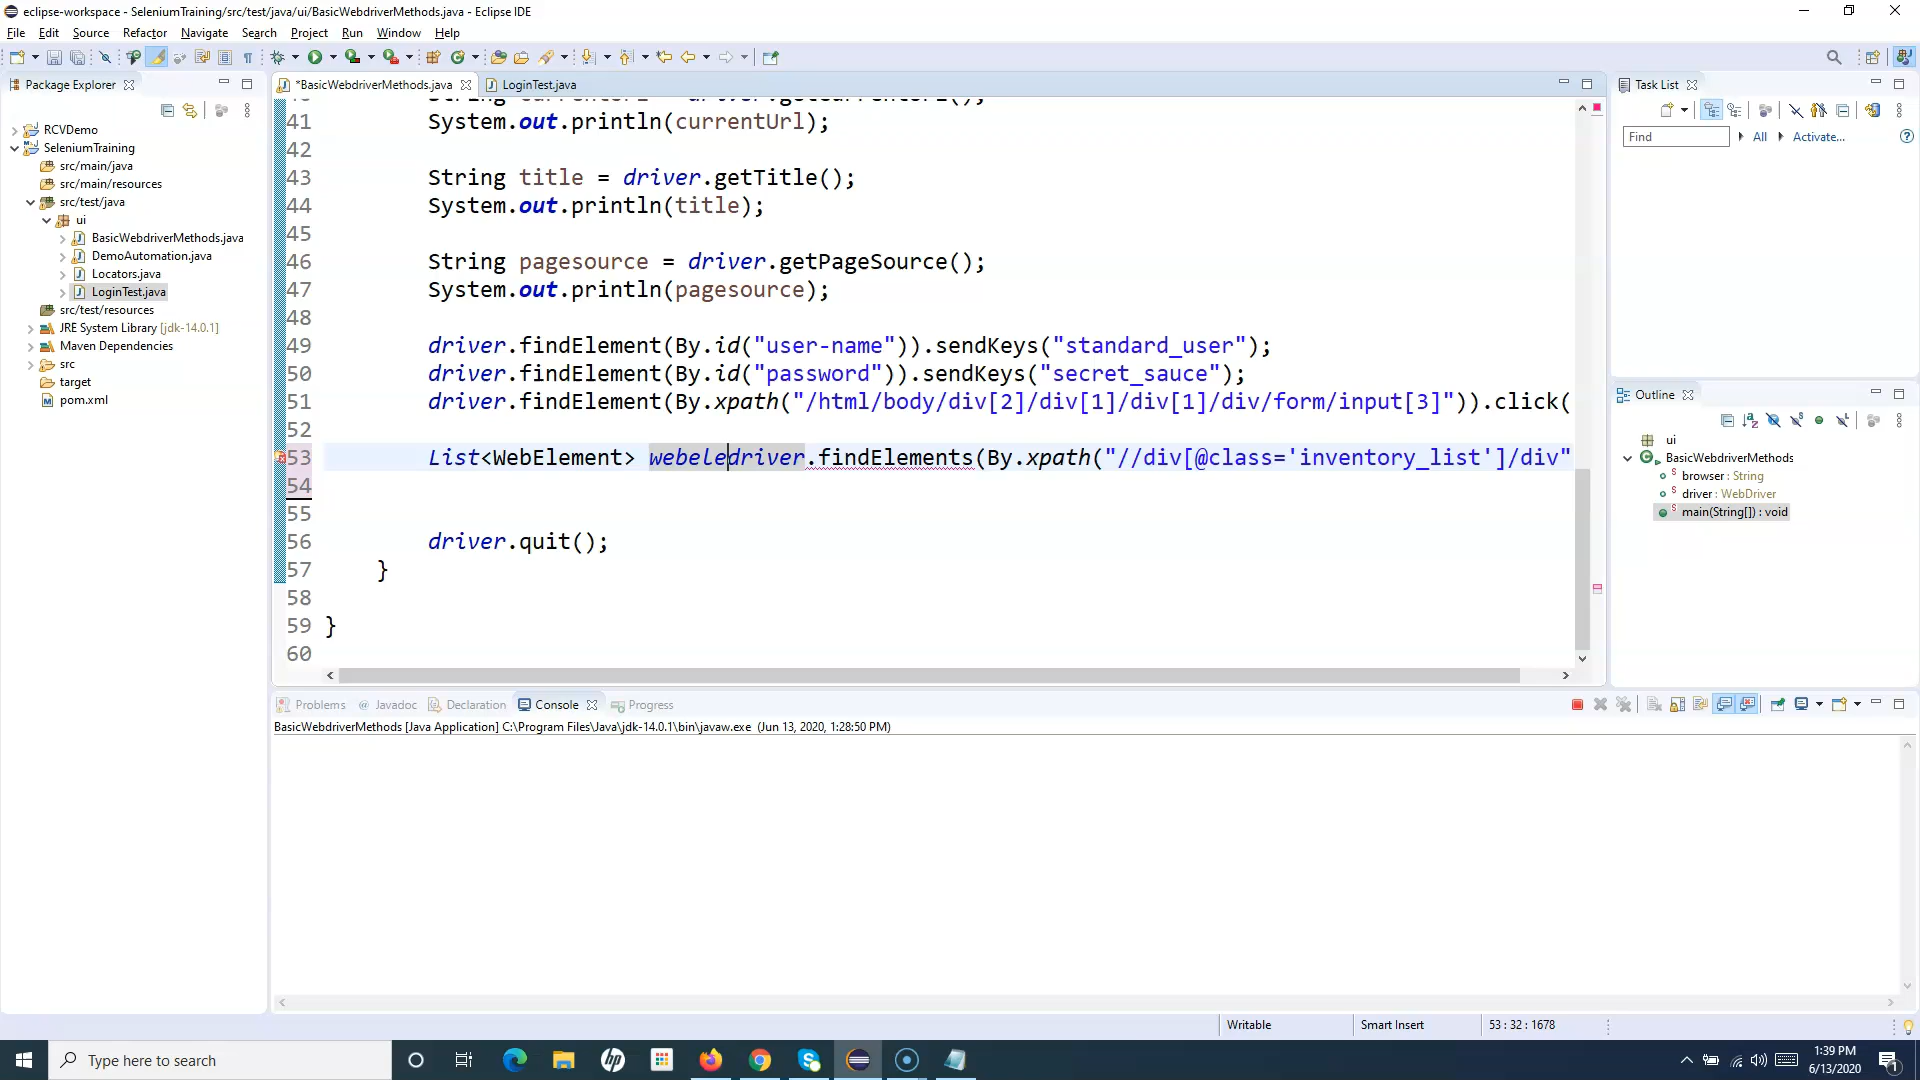 eclipse-workspace - SeleniumTraining/src/test/java/ui/BasicWebdriverMethods.java - Eclipse IDE
File Edit Source Refactor Navigate Search Project Run Window Help
Package Explorer
*BasicWebdriverMethods.java LoginTest.java
Task List
RCVDemo
SeleniumTraining
src/main/java
src/main/resources
src/test/java
ui
BasicWebdriverMethods.java
DemoAutomation.java
Locators.java
LoginTest.java
src/test/resources
JRE System Library [jdk-14.0.1]
Maven Dependencies
src
target
pom.xml
41 System.out.println(currentUrl);
42
43 String title = driver.getTitle();
44 System.out.println(title);
45
46 String pagesource = driver.getPageSource();
47 System.out.println(pagesource);
48
49 driver.findElement(By.id("user-name")).sendKeys("standard_user");
50 driver.findElement(By.id("password")).sendKeys("secret_sauce");
51 driver.findElement(By.xpath("/html/body/div[2]/div[1]/div[1]/div/form/input[3]")).click(
52
53 List<WebElement> webeledriver.findElements(By.xpath("//div[@class='inventory_list']/div"
54
55
56 driver.quit();
57 }
58
59 }
60
Find All Activate...
Outline
ui
BasicWebdriverMethods
browser : String
driver : WebDriver
main(String[]) : void
Problems @ Javadoc Declaration Console Progress
BasicWebdriverMethods [Java Application] C:\Program Files\Java\jdk-14.0.1\bin\javaw.exe (Jun 13, 2020, 1:28:50 PM)
Writable Smart Insert 53 : 32 : 1678
Type here to search
1:39 PM
6/13/2020